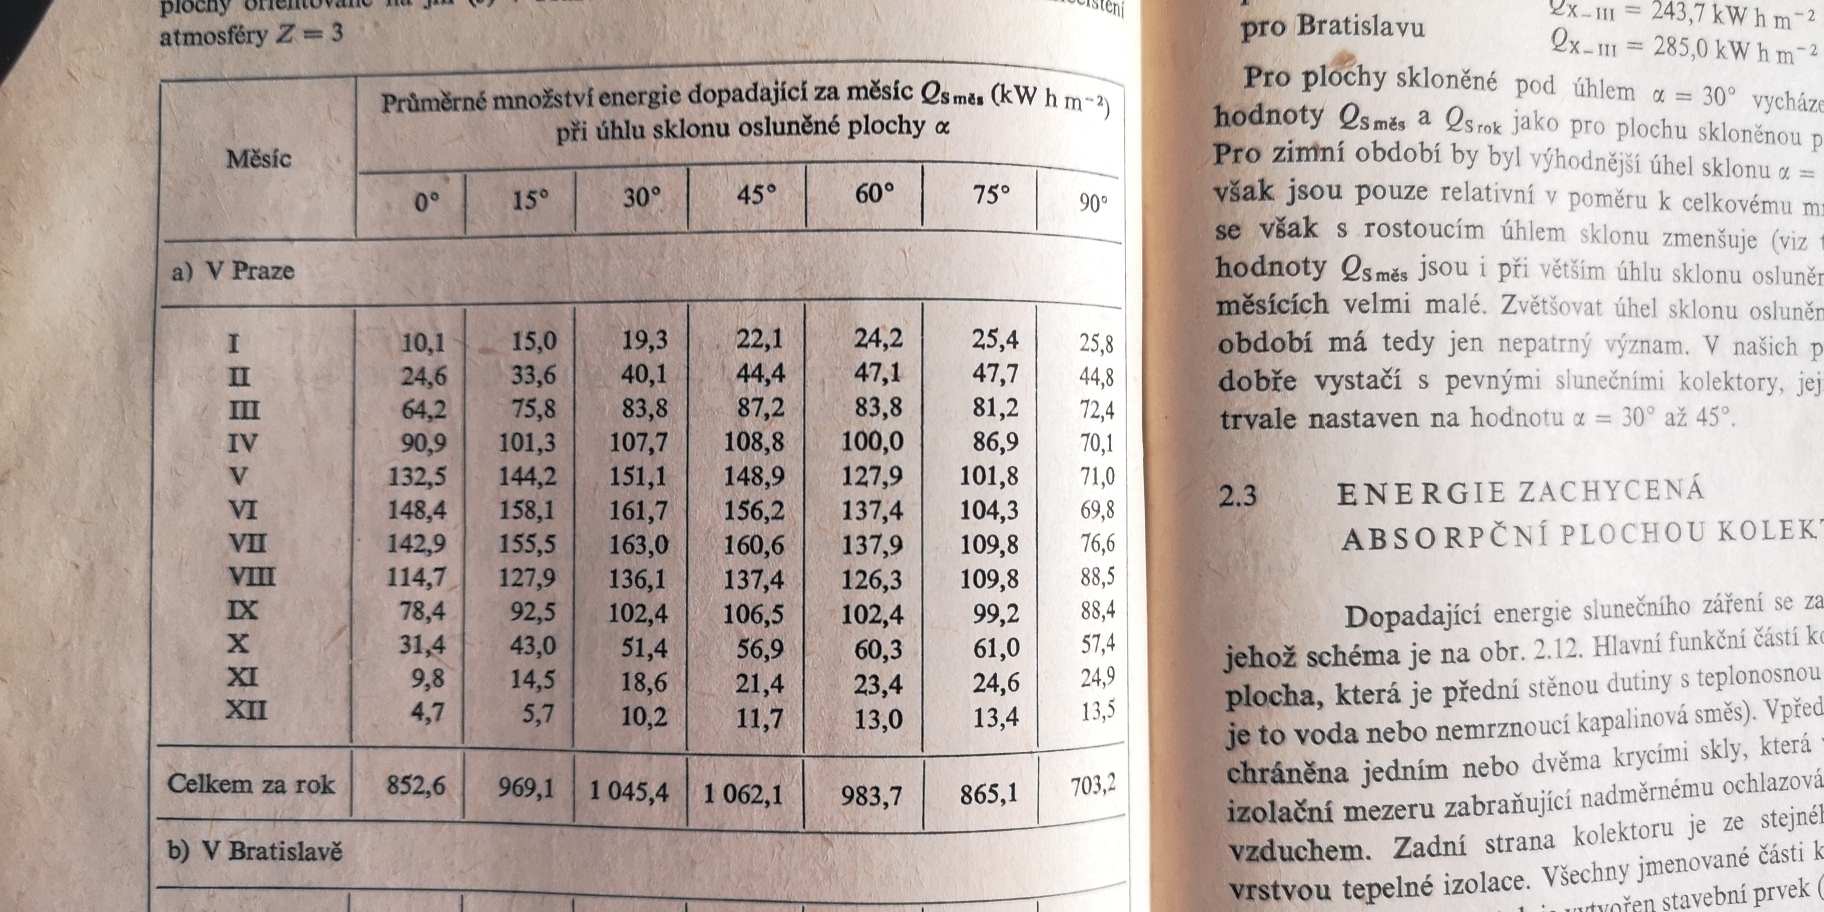 plochy orientované na jih
atmosféry Z = 3
Měsíc
Průměrné množství energie dopadající za měsíc QSměs (kW h m⁻²)
při úhlu sklonu osluněné plochy α
0° 15° 30° 45° 60° 75° 90°
a) V Praze
I 10,1 15,0 19,3 22,1 24,2 25,4 25,8
II 24,6 33,6 40,1 44,4 47,1 47,7 44,8
III 64,2 75,8 83,8 87,2 83,8 81,2 72,4
IV 90,9 101,3 107,7 108,8 100,0 86,9 70,1
V 132,5 144,2 151,1 148,9 127,9 101,8 71,0
VI 148,4 158,1 161,7 156,2 137,4 104,3 69,8
VII 142,9 155,5 163,0 160,6 137,9 109,8 76,6
VIII 114,7 127,9 136,1 137,4 126,3 109,8 88,5
IX 78,4 92,5 102,4 106,5 102,4 99,2 88,4
X 31,4 43,0 51,4 56,9 60,3 61,0 57,4
XI 9,8 14,5 18,6 21,4 23,4 24,6 24,9
XII 4,7 5,7 10,2 11,7 13,0 13,4 13,5
Celkem za rok 852,6 969,1 1 045,4 1 062,1 983,7 865,1 703,2
b) V Bratislavě
QX–III = 243,7 kW h m⁻²
pro Bratislavu QX–III = 285,0 kW h m⁻²
Pro plochy skloněné pod úhlem α = 30° vycháze
hodnoty QSměs a QSrok jako pro plochu skloněnou p
Pro zimní období by byl výhodnější úhel sklonu α =
však jsou pouze relativní v poměru k celkovému
se však s rostoucím úhlem sklonu zmenšuje (viz
hodnoty QSměs jsou i při větším úhlu sklonu osluněn
měsících velmi malé. Zvětšovat úhel sklonu osluněn
období má tedy jen nepatrný význam. V našich p
dobře vystačí s pevnými slunečními kolektory, jej
trvale nastaven na hodnotu α = 30° až 45°.
2.3 ENERGIE ZACHYCENÁ
ABSORPČNÍ PLOCHOU KOLEKT
Dopadající energie slunečního záření se za
jehož schéma je na obr. 2.12. Hlavní funkční částí ko
plocha, která je přední stěnou dutiny s teplonosnou
je to voda nebo nemrznoucí kapalinová směs). Vpřed
chráněna jedním nebo dvěma krycími skly, která
izolační mezeru zabraňující nadměrnému ochlazová
vzduchem. Zadní strana kolektoru je ze stejnéh
vrstvou tepelné izolace. Všechny jmenované části k
vytvořen stavební prvek (